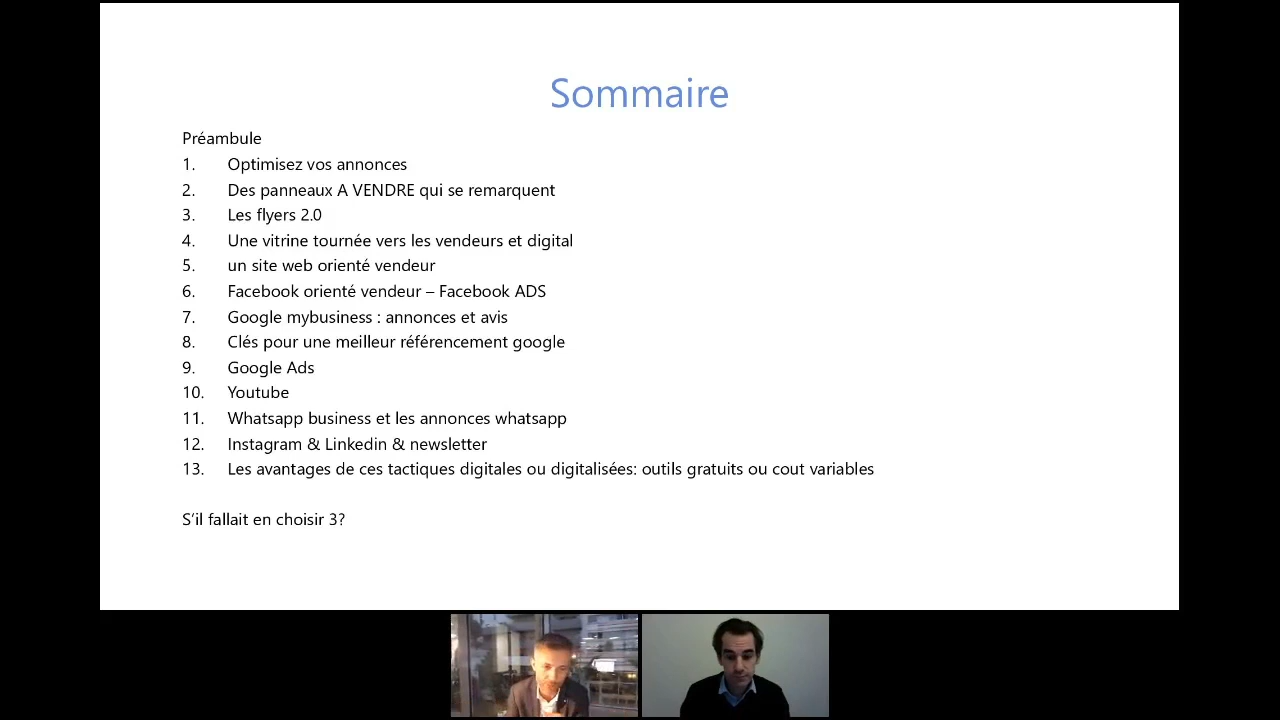 Sommaire
Préambule
1. Optimisez vos annonces
2. Des panneaux A VENDRE qui se remarquent
3. Les flyers 2.0
4. Une vitrine tournée vers les vendeurs et digital
5. un site web orienté vendeur
6. Facebook orienté vendeur – Facebook ADS
7. Google mybusiness : annonces et avis
8. Clés pour une meilleur référencement google
9. Google Ads
10. Youtube
11. Whatsapp business et les annonces whatsapp
12. Instagram & Linkedin & newsletter
13. Les avantages de ces tactiques digitales ou digitalisées: outils gratuits ou cout variables
S’il fallait en choisir 3?